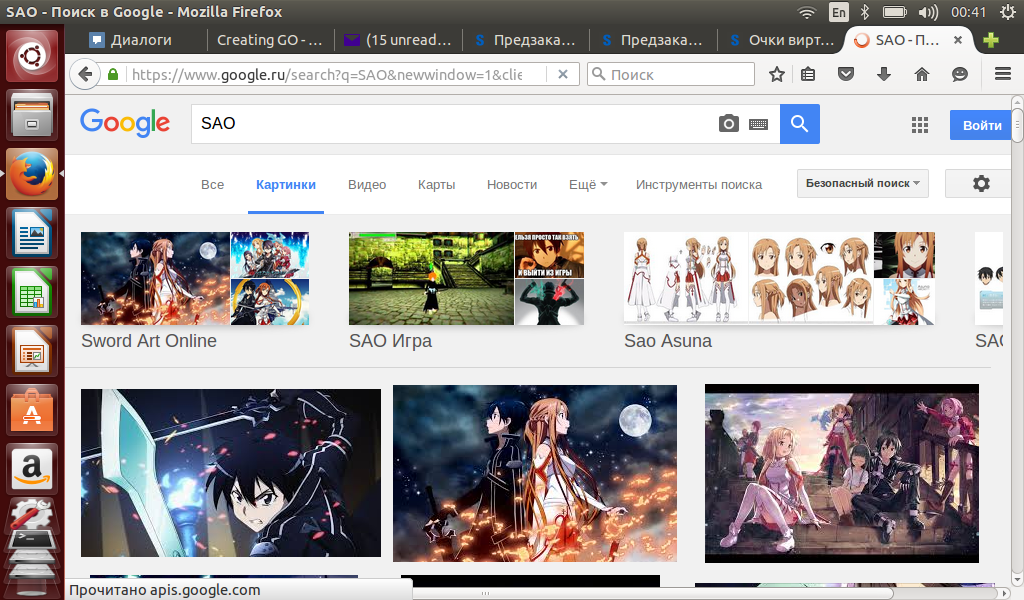 SAO - Поиск в Google - Mozilla Firefox
En
00:41
Диалоги
Creating GO - ...
(15 unread...
Предзака...
Предзака...
Очки вирт...
SAO - П...
https://www.google.ru/search?q=SAO&newwindow=1&clie
Поиск
Google
SAO
Войти
Все
Картинки
Видео
Карты
Новости
Ещё
Инструменты поиска
Безопасный поиск
ЕЛЬЗЯ ПРОСТО ТАК ВЗЯТЬ
И ВЫЙТИ ИЗ ИГРЫ
Sword Art Online
SAO Игра
Sao Asuna
SAO
Прочитано apis.google.com